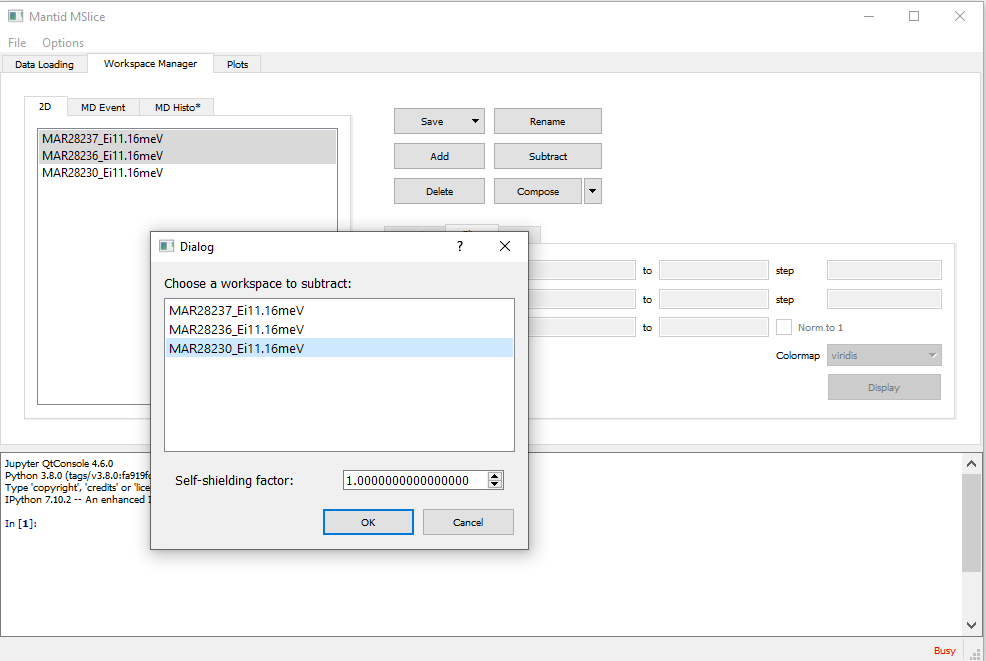 Mantid MSlice
File Options
Data Loading Workspace Manager Plots
2D MD Event MD Histo*
MAR28237_Ei11.16meV
MAR28236_Ei11.16meV
MAR28230_Ei11.16meV
Save Rename
Add Subtract
Delete Compose
Dialog ?
Choose a workspace to subtract:
MAR28237_Ei11.16meV
MAR28236_Ei11.16meV
MAR28230_Ei11.16meV
Self-shielding factor: 1.0000000000000000
OK Cancel
to step
to step
to Norm to 1
Colormap viridis
Display
Jupyter QtConsole 4.6.0
Python 3.8.0 (tags/v3.8.0:fa919fd
Type 'copyright', 'credits' or 'lice
IPython 7.10.2 -- An enhanced I
In [1]:
Busy